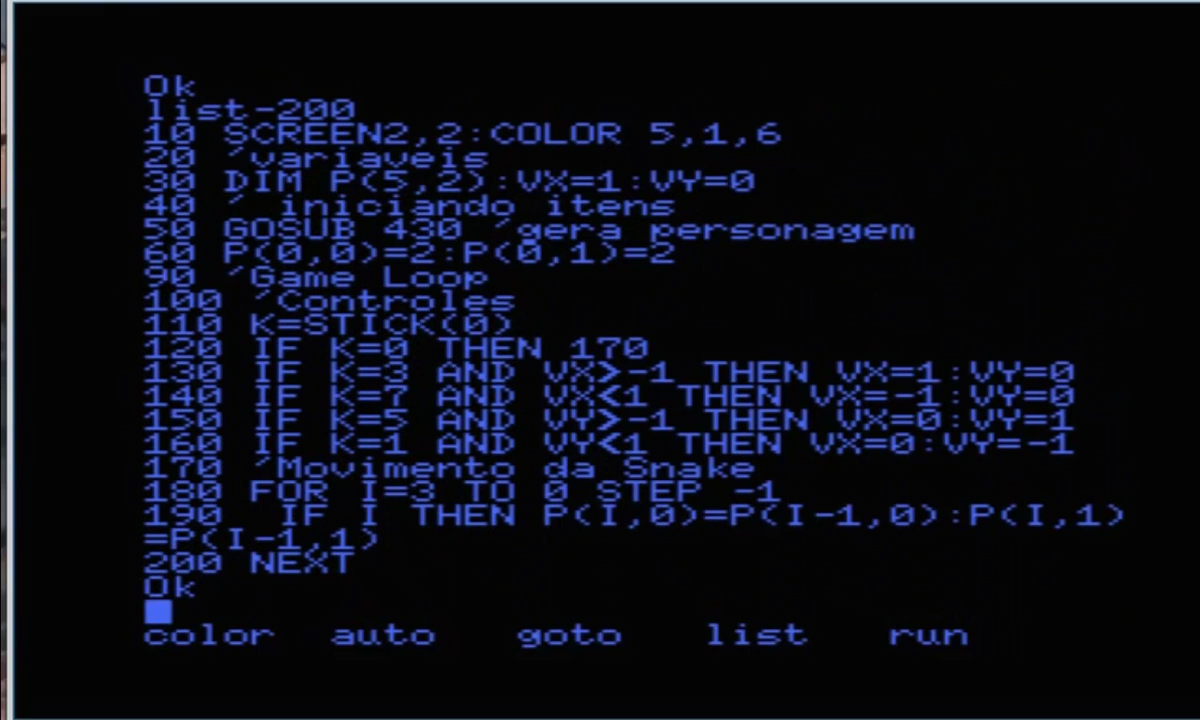 Ok
list-200
10 SCREEN2,2:COLOR 5,1,6
20 'variaveis
30 DIM P(5,2):VX=1:VY=0
40 ' iniciando itens
50 GOSUB 430 'gera personagem
60 P(0,0)=2:P(0,1)=2
90 'Game Loop
100 'Controles
110 K=STICK(0)
120 IF K=0 THEN 170
130 IF K=3 AND VX>-1 THEN VX=1:VY=0
140 IF K=7 AND VX<1 THEN VX=-1:VY=0
150 IF K=5 AND VY>-1 THEN VX=0:VY=1
160 IF K=1 AND VY<1 THEN VX=0:VY=-1
170 'Movimento da Snake
180 FOR I=3 TO 0 STEP -1
190  IF I THEN P(I,0)=P(I-1,0):P(I,1)
=P(I-1,1)
200 NEXT
Ok
color auto goto list run